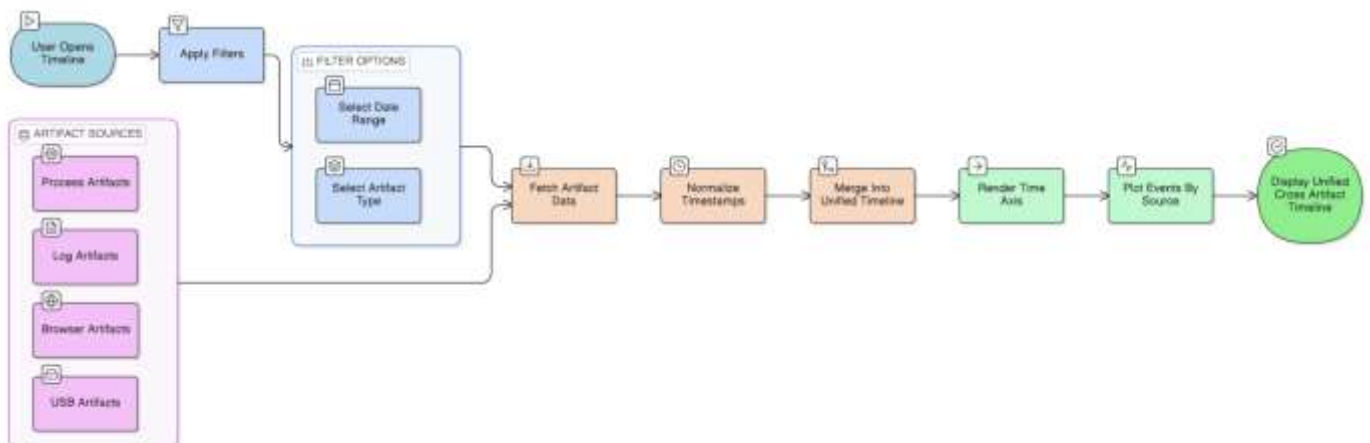 User Opens
Timeline
Apply Filters
FILTER OPTIONS
Select Date
Range
Select Artifact
Type
ARTIFACT SOURCES
Process Artifacts
Log Artifacts
Browser Artifacts
USB Artifacts
Fetch Artifact
Data
Normalize
Timestamps
Merge Into
Unified Timeline
Render Time
Axis
Plot Events By
Source
Display Unified
Cross Artifact
Timeline